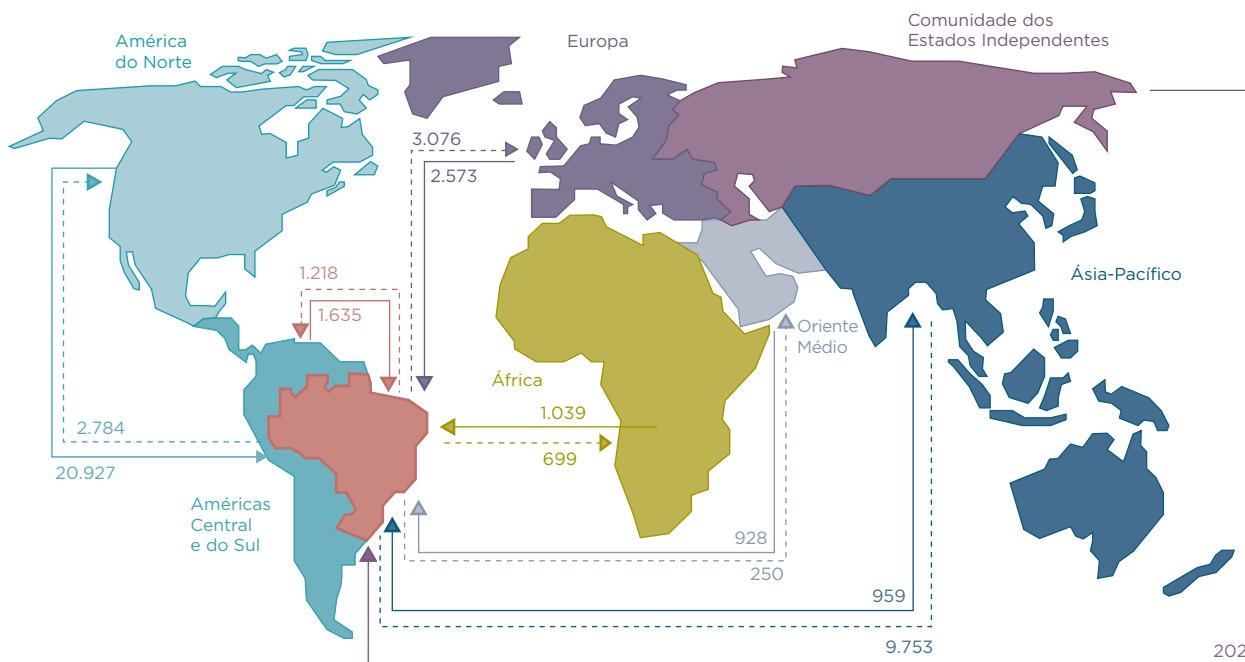 América
do Norte
Europa
Comunidade dos
Estados Independentes
3.076
2.573
1.218
1.635
Ásia-Pacífico
Oriente
Médio
África
1.039
699
2.784
20.927
Américas
Central
e do Sul
928
250
959
9.753
202